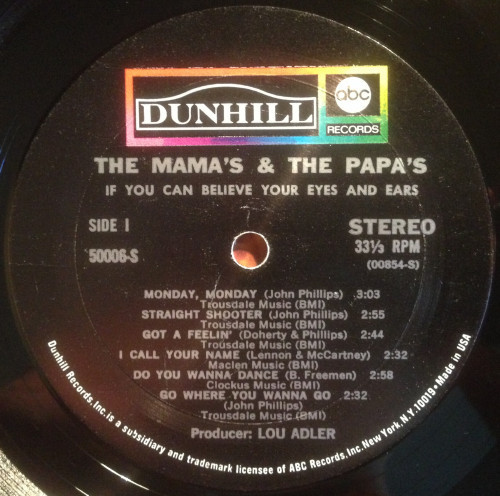 DUNHILL
abc
RECORDS
THE MAMA'S & THE PAPA'S
IF YOU CAN BELIEVE YOUR EYES AND EARS
SIDE I
STEREO
50006-S
33⅓ RPM
(00854-S)
MONDAY, MONDAY (John Phillips) 3:03
Trousdale Music (BMI)
STRAIGHT SHOOTER (John Phillips) 2:55
Trousdale Music (BMI)
GOT A FEELIN' (Doherty & Phillips) 2:44
Trousdale Music (BMI)
I CALL YOUR NAME (Lennon & McCartney) 2:32
Maclen Music (BMI)
DO YOU WANNA DANCE (B. Freemen) 2:58
Clockus Music (BMI)
GO WHERE YOU WANNA GO 2:32
(John Phillips)
Trousdale Music (BMI)
Producer: LOU ADLER
Dunhill Records, Inc. is a subsidiary and trademark licensee of ABC Records, Inc. New York, N.Y. 10019 • Made in USA